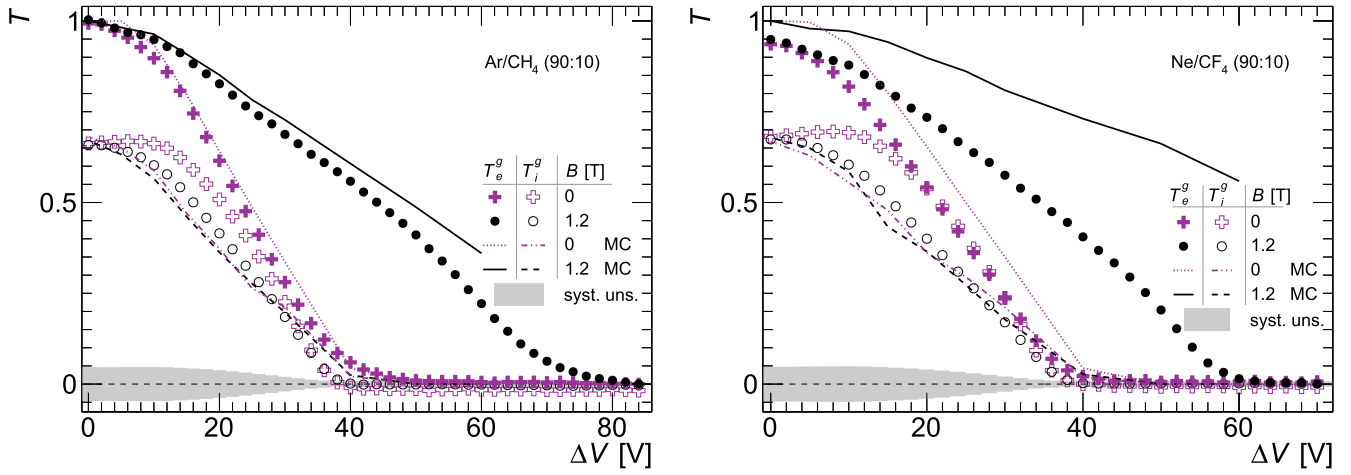 T
1
0.5
0
Ar/CH4 (90:10)
T_e^g T_i^g B [T]
0
1.2
0 MC
1.2 MC
syst. uns.
0 20 40 60 80
ΔV [V]
T
1
0.5
0
Ne/CF4 (90:10)
T_e^g T_i^g B [T]
0
1.2
0 MC
1.2 MC
syst. uns.
0 20 40 60
ΔV [V]